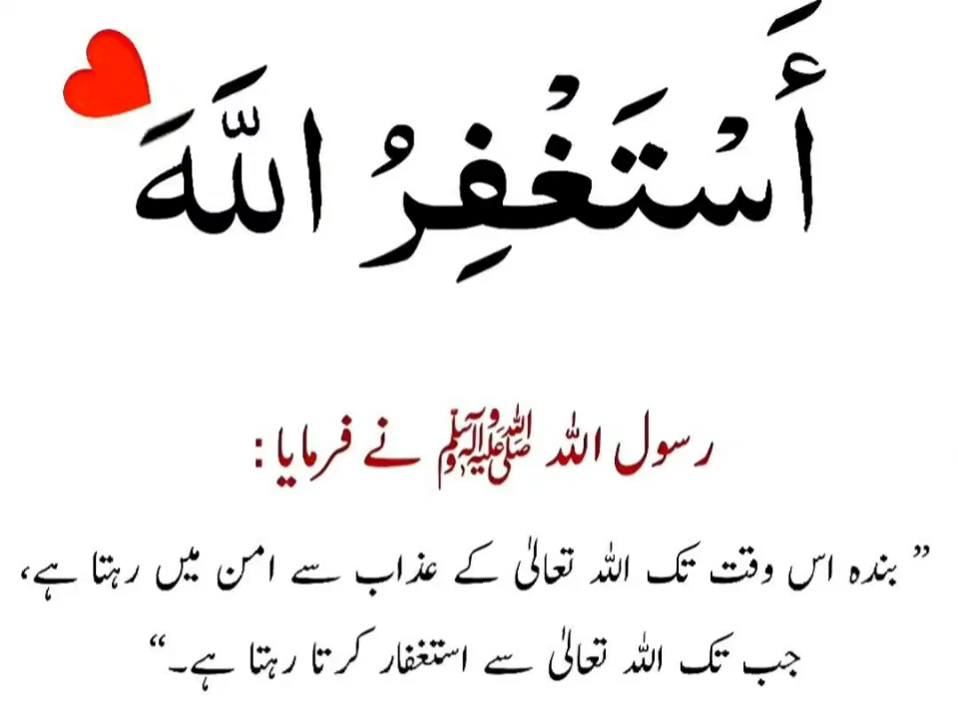 أَسْتَغْفِرُ اللَّهَ
رسول اللہ ﷺ نے فرمایا:
”بندہ اس وقت تک اللہ تعالیٰ کے عذاب سے امن میں رہتا ہے،
جب تک اللہ تعالیٰ سے استغفار کرتا رہتا ہے۔“